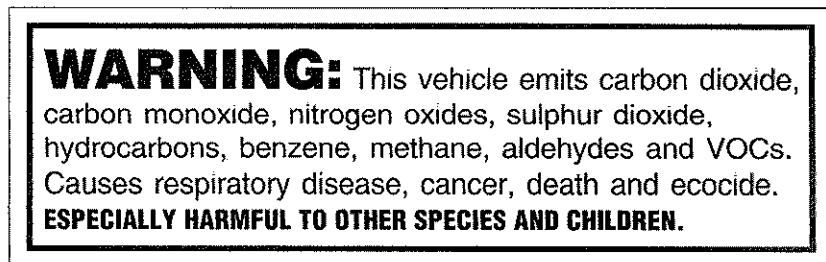 WARNING: This vehicle emits carbon dioxide,
carbon monoxide, nitrogen oxides, sulphur dioxide,
hydrocarbons, benzene, methane, aldehydes and VOCs.
Causes respiratory disease, cancer, death and ecocide.
ESPECIALLY HARMFUL TO OTHER SPECIES AND CHILDREN.